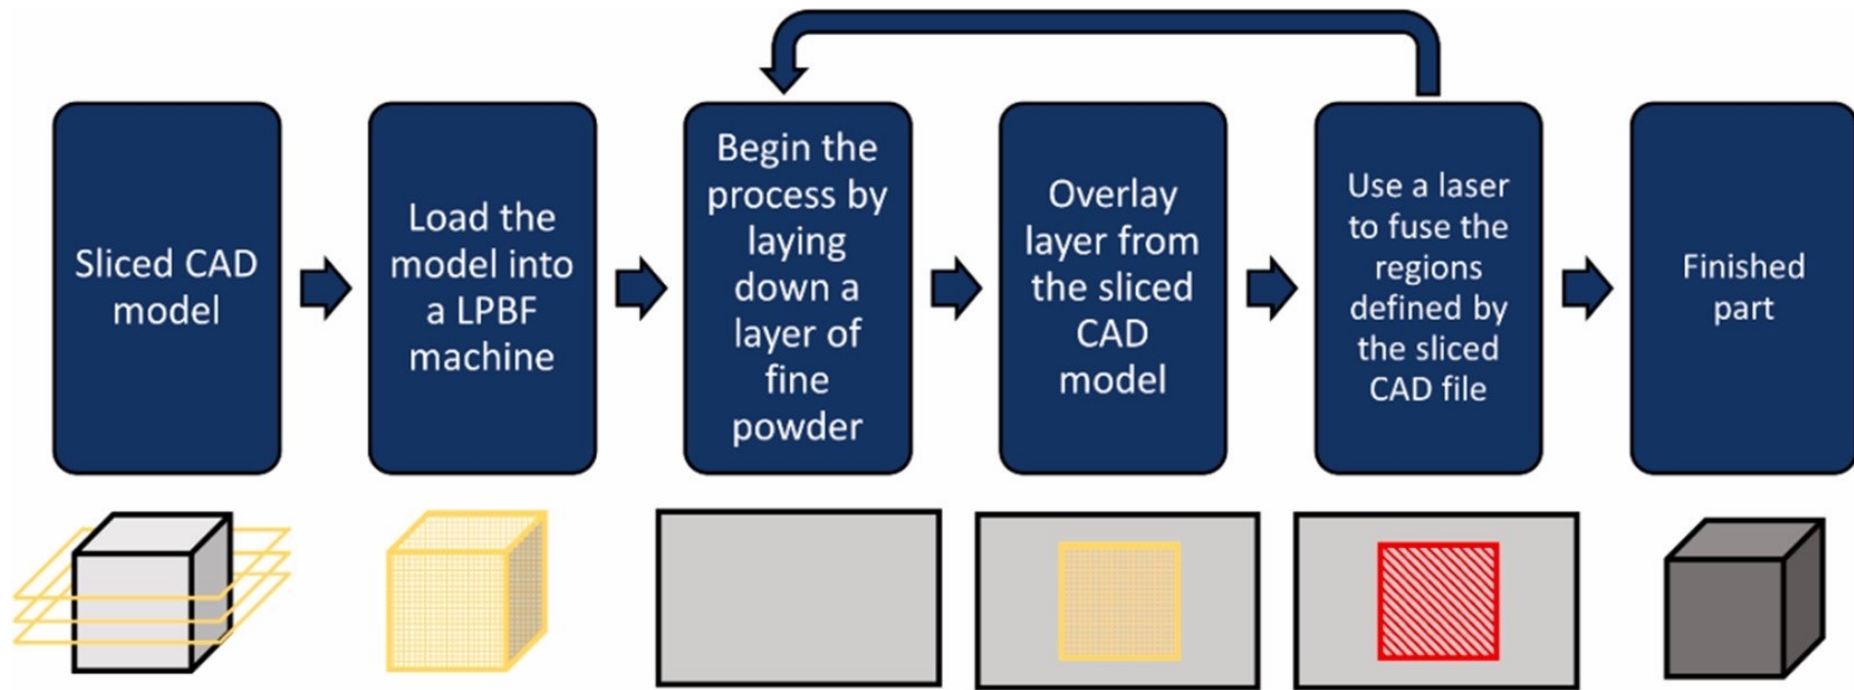 Sliced CAD
model
Load the
model into
a LPBF
machine
Begin the
process by
laying
down a
layer of
fine
powder
Overlay
layer from
the sliced
CAD
model
Use a laser
to fuse the
regions
defined by
the sliced
CAD file
Finished
part